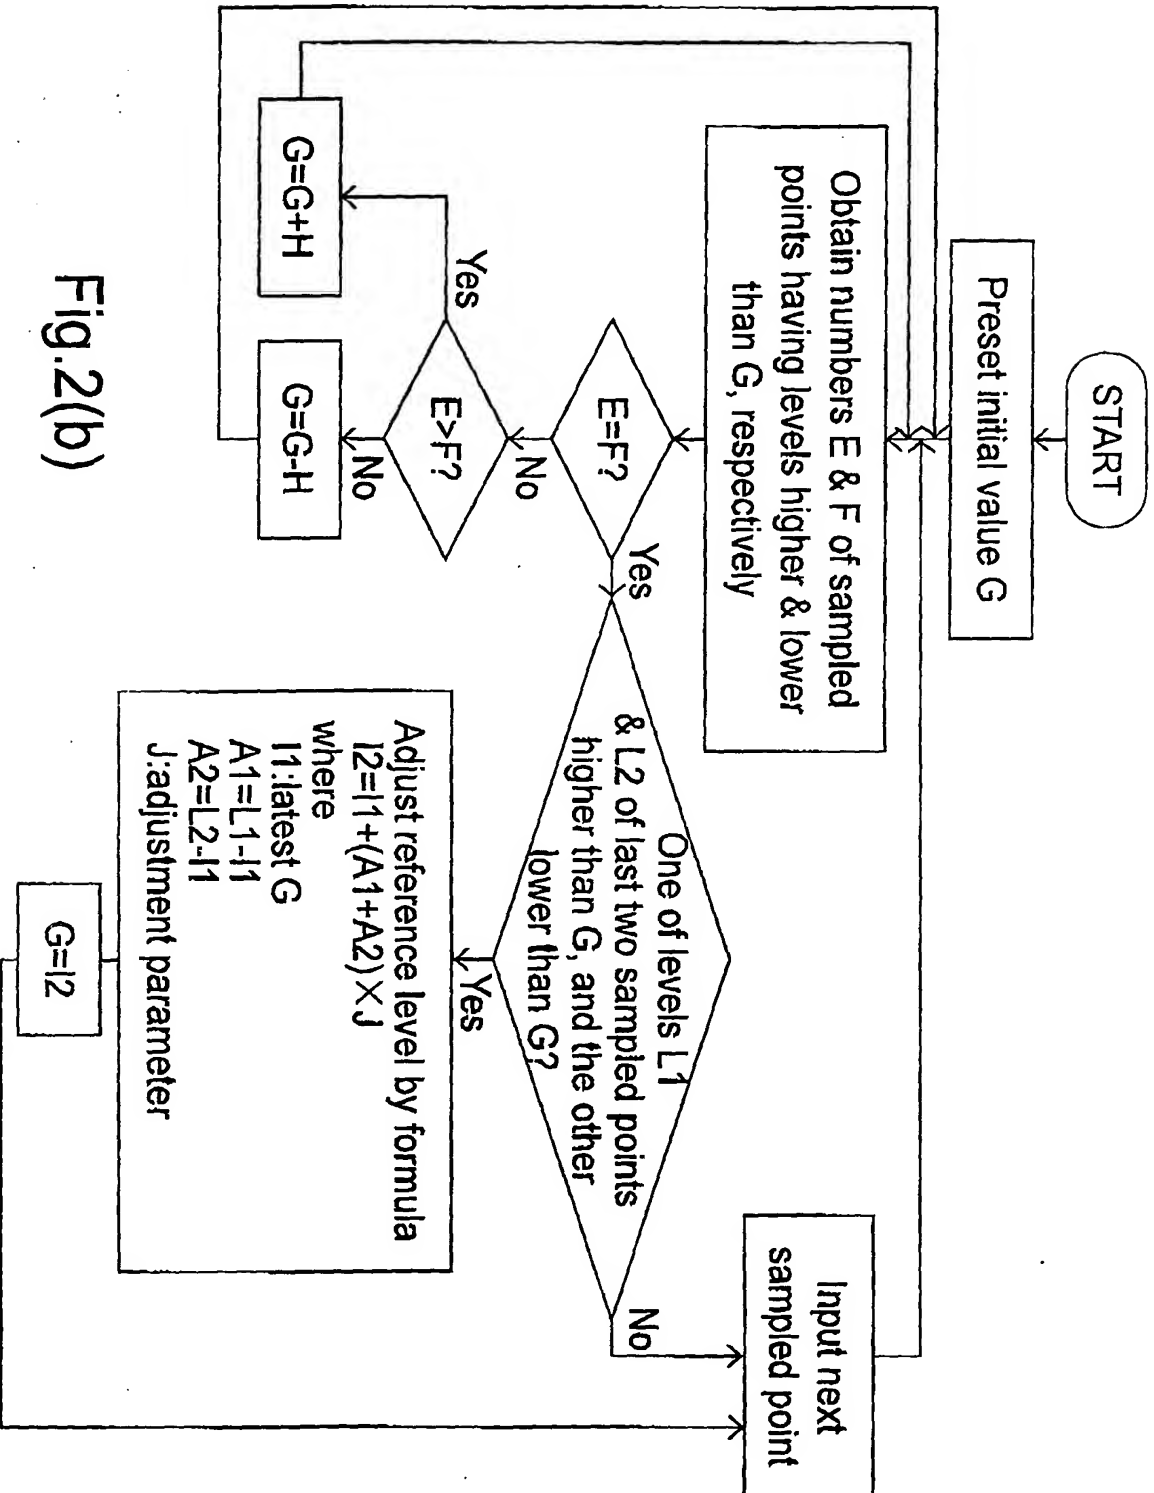 START
Preset initial value G
Obtain numbers E & F of sampled
points having levels higher & lower
than G, respectively
E=F?
Yes
No
E>F?
Yes
No
G=G+H
G=G-H
One of levels L1
& L2 of last two sampled points
higher than G, and the other
lower than G?
No
Yes
Input next
sampled point
Adjust reference level by formula
I2=I1+(A1+A2)×J
where
I1:latest G
A1=L1-I1
A2=L2-I1
J:adjustment parameter
G=I2
Fig.2(b)